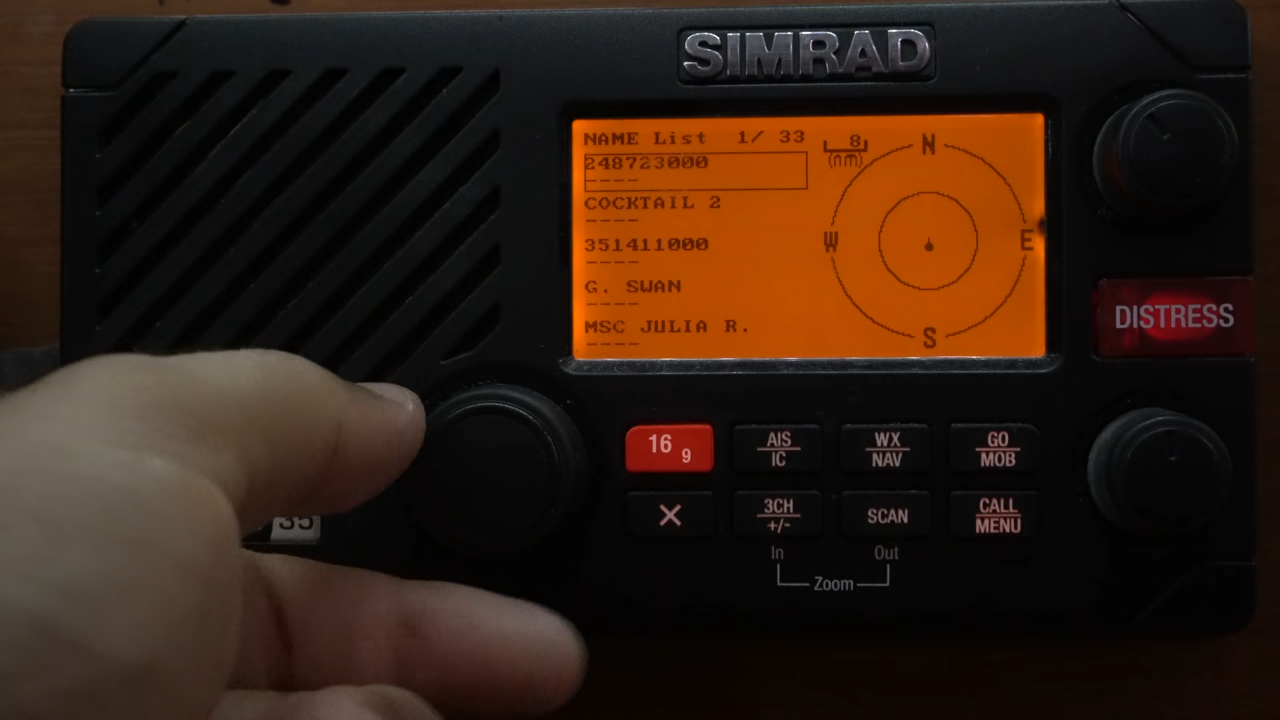 SIMRAD
NAME List 1/ 33
248723000
----
COCKTAIL 2
----
351411000
----
G. SWAN
----
MSC JULIA R.
----
8
(nm)
N
W
E
S
DISTRESS
16 9
AIS
IC
WX
NAV
GO
MOB
✕
3CH
+/-
SCAN
CALL
MENU
In
Out
Zoom
35